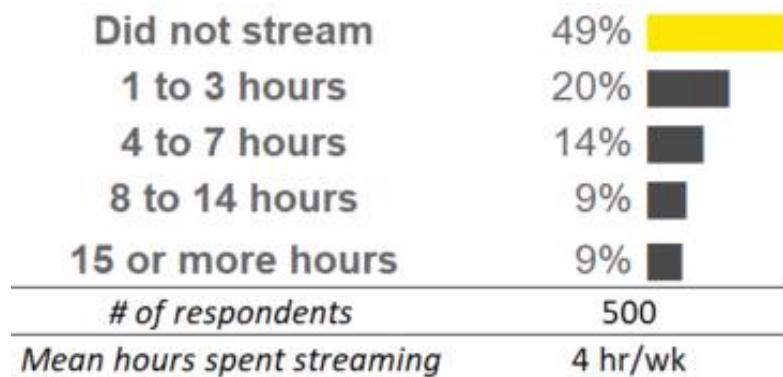 Did not stream 49%
1 to 3 hours 20%
4 to 7 hours 14%
8 to 14 hours 9%
15 or more hours 9%
# of respondents 500
Mean hours spent streaming 4 hr/wk